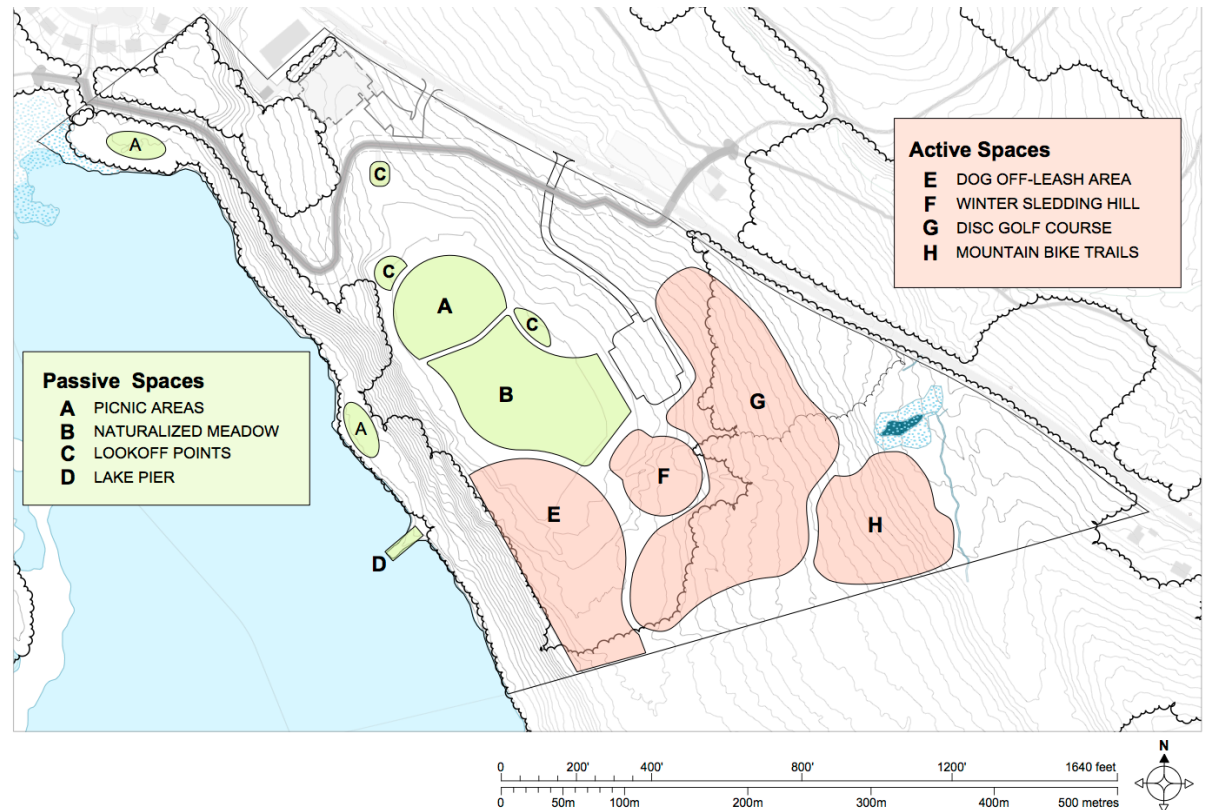 A
C
C
A
C
B
A
G
F
E
H
D
Active Spaces
E DOG OFF-LEASH AREA
F WINTER SLEDDING HILL
G DISC GOLF COURSE
H MOUNTAIN BIKE TRAILS
Passive Spaces
A PICNIC AREAS
B NATURALIZED MEADOW
C LOOKOFF POINTS
D LAKE PIER
N
0 200' 400' 800' 1200' 1640 feet
0 50m 100m 200m 300m 400m 500 metres